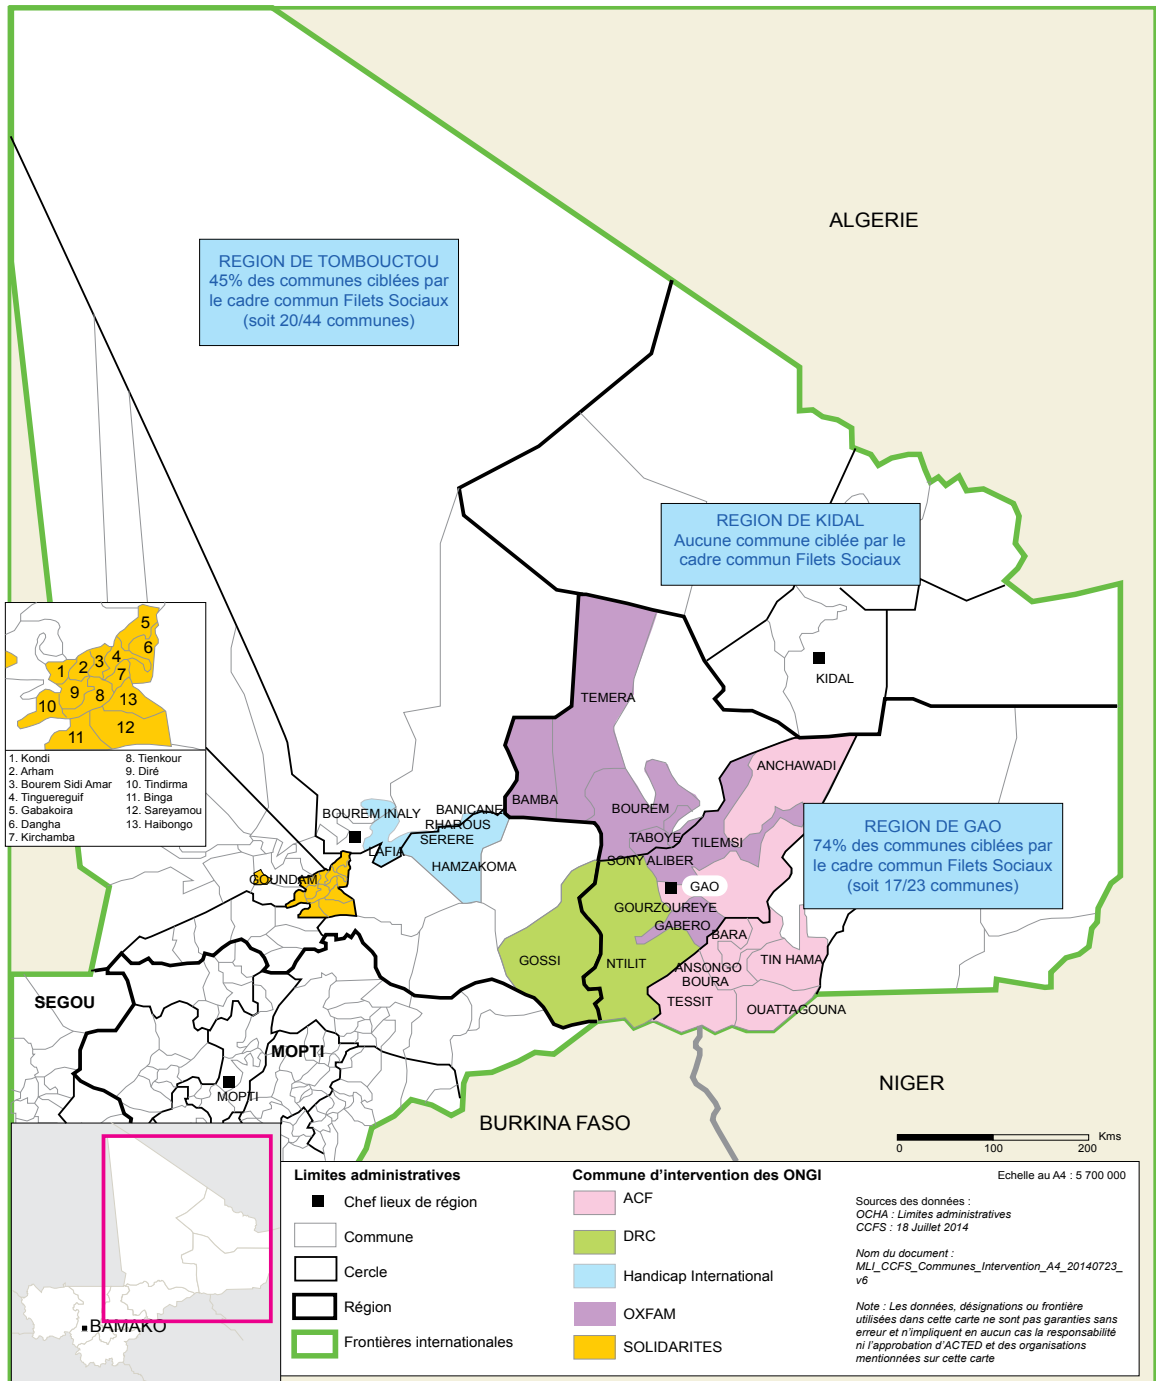 ALGERIE
REGION DE TOMBOUCTOU
45% des communes ciblées par
le cadre commun Filets Sociaux
(soit 20/44 communes)
REGION DE KIDAL
Aucune commune ciblée par le
cadre commun Filets Sociaux
KIDAL
5
6
4
3
2
1
7
13
9
8
10
12
11
1. Kondi
2. Arham
3. Bourem Sidi Amar
4. Tinguereguif
5. Gabakoira
6. Dangha
7. Kirchamba
8. Tienkour
9. Diré
10. Tindirma
11. Binga
12. Sareyamou
13. Haibongo
TEMERA
ANCHAWADI
BAMBA
BOUREM
BOUREM INALY
BANICANE
RHAROUS
SERERE
LAFIA
HAMZAKOMA
TABOYE
TILEMSI
SONY ALIBER
REGION DE GAO
74% des communes ciblées par
le cadre commun Filets Sociaux
(soit 17/23 communes)
GOUNDAM
GAO
GOURZOUREYE
GABERO
BARA
GOSSI
NTILIT
ANSONGO
BOURA
TIN HAMA
TESSIT
OUATTAGOUNA
SEGOU
MOPTI
MOPTI
NIGER
BURKINA FASO
Kms
0
100
200
BAMAKO
Limites administratives
Chef lieux de région
Commune
Cercle
Région
Frontières internationales
Commune d'intervention des ONGI
ACF
DRC
Handicap International
OXFAM
SOLIDARITES
Echelle au A4 : 5 700 000
Sources des données :
OCHA : Limites administratives
CCFS : 18 Juillet 2014
Nom du document :
MLI_CCFS_Communes_Intervention_A4_20140723_
v6
Note : Les données, désignations ou frontière
utilisées dans cette carte ne sont pas garanties sans
erreur et n'impliquent en aucun cas la responsabilité
ni l'approbation d'ACTED et des organisations
mentionnées sur cette carte